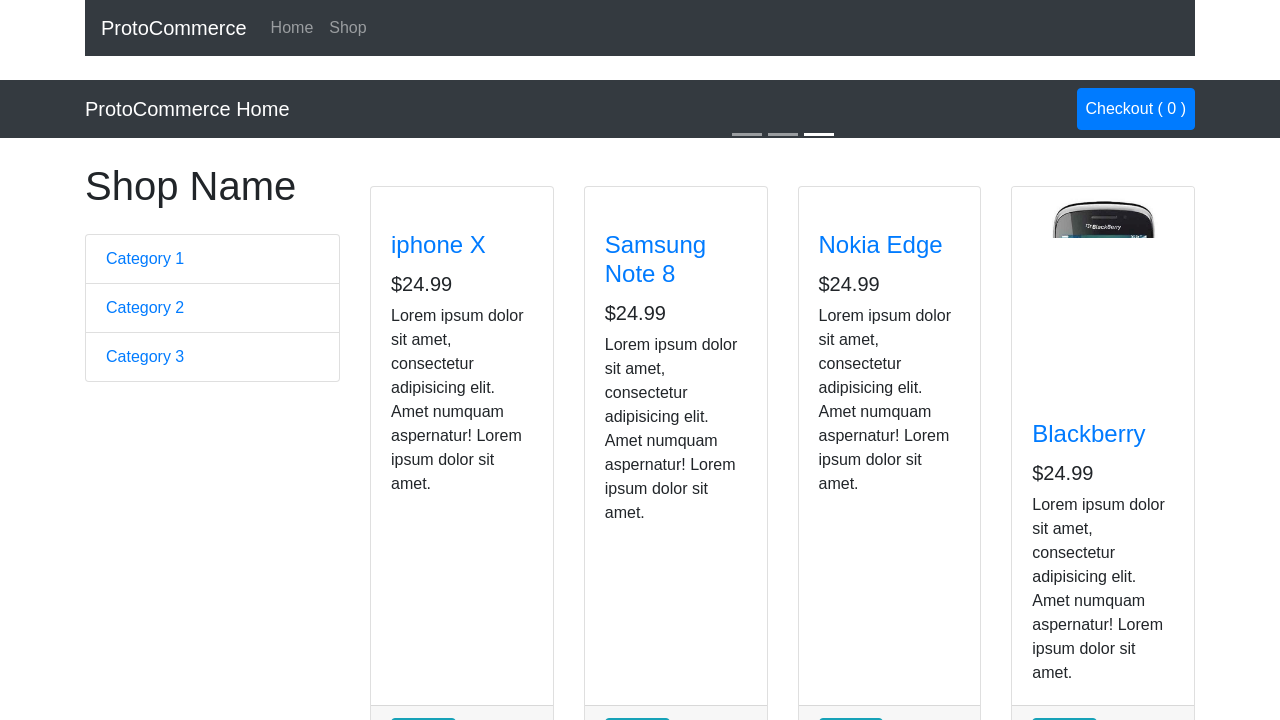 ProtoCommerce Home Shop
ProtoCommerce Home
Checkout ( 0 )
Shop Name
Category 1
Category 2
Category 3
iphone X
$24.99
Lorem ipsum dolor
sit amet,
consectetur
adipisicing elit.
Amet numquam
aspernatur! Lorem
ipsum dolor sit
amet.
Samsung
Note 8
$24.99
Lorem ipsum dolor
sit amet,
consectetur
adipisicing elit.
Amet numquam
aspernatur! Lorem
ipsum dolor sit
amet.
Nokia Edge
$24.99
Lorem ipsum dolor
sit amet,
consectetur
adipisicing elit.
Amet numquam
aspernatur! Lorem
ipsum dolor sit
amet.
BlackBerry
Blackberry
$24.99
Lorem ipsum dolor
sit amet,
consectetur
adipisicing elit.
Amet numquam
aspernatur! Lorem
ipsum dolor sit
amet.